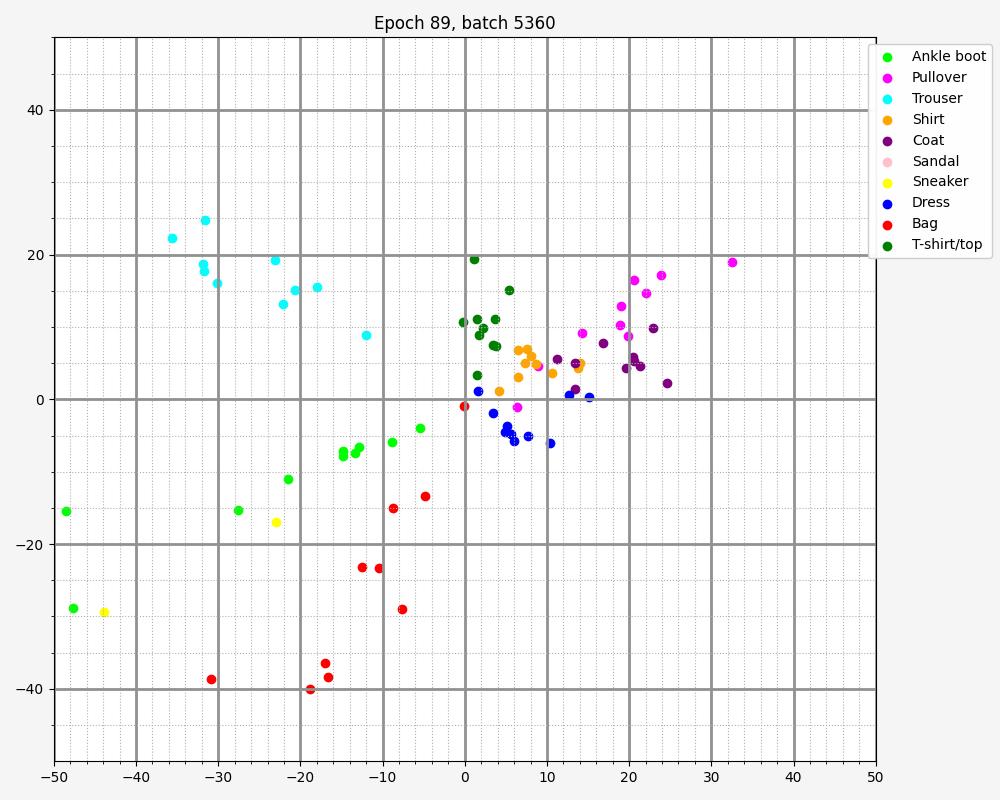 Epoch 89, batch 5360
Ankle boot
Pullover
Trouser
Shirt
Coat
Sandal
Sneaker
Dress
Bag
T-shirt/top
40
20
0
−20
−40
−50 −40 −30 −20 −10 0 10 20 30 40 50